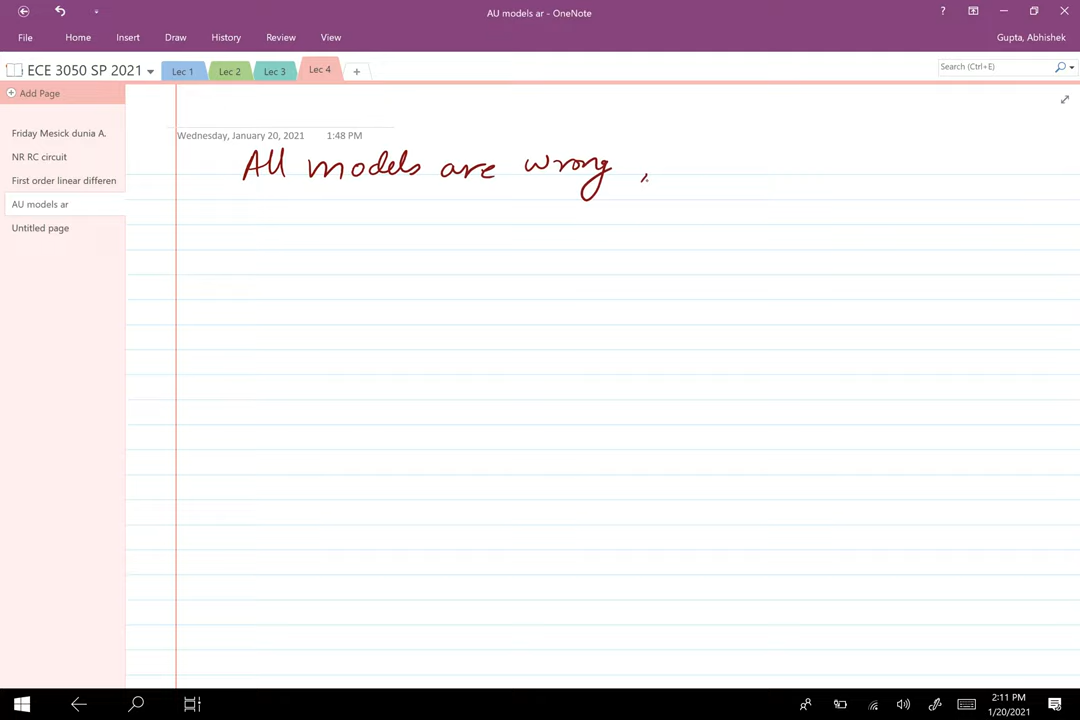 AU models ar - OneNote
?
File Home Insert Draw History Review View
Gupta, Abhishek
ECE 3050 SP 2021 Lec 1 Lec 2 Lec 3 Lec 4 +
Search (Ctrl+E)
Add Page
Friday Mesick dunia A.
NR RC circuit
First order linear differen
AU models ar
Untitled page
Wednesday, January 20, 2021 1:48 PM
All models are wrong ,
2:11 PM
1/20/2021